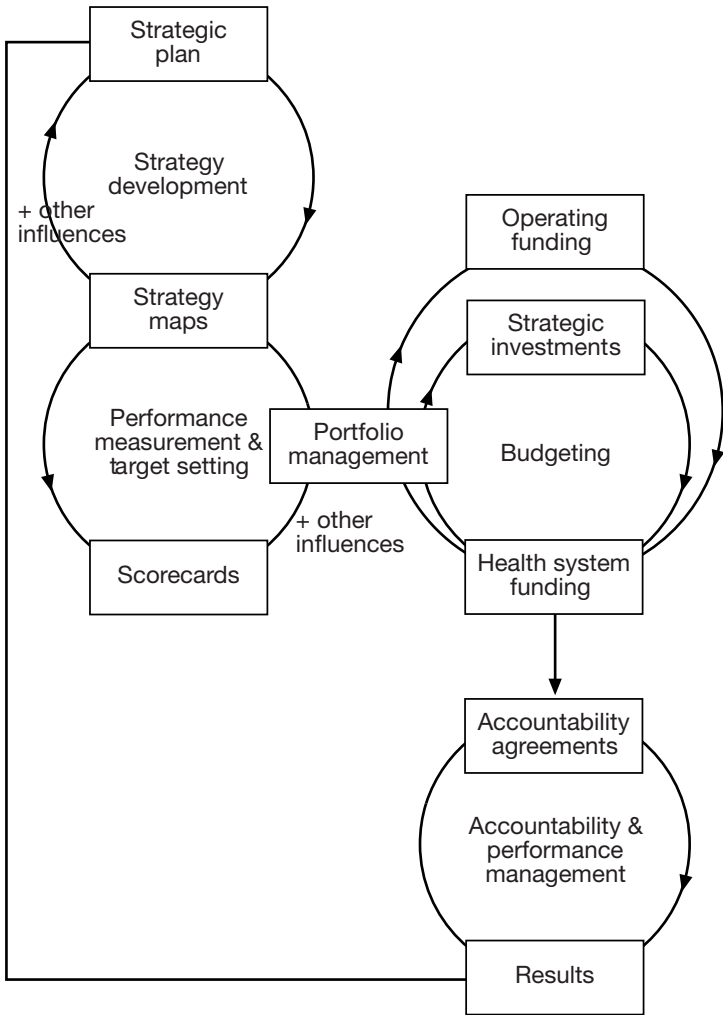 Strategic
plan
Strategy
development
+ other
influences
Strategy
maps
Performance
measurement &
target setting
Scorecards
Portfolio
management
+ other
influences
Operating
funding
Strategic
investments
Budgeting
Health system
funding
Accountability
agreements
Accountability &
performance
management
Results